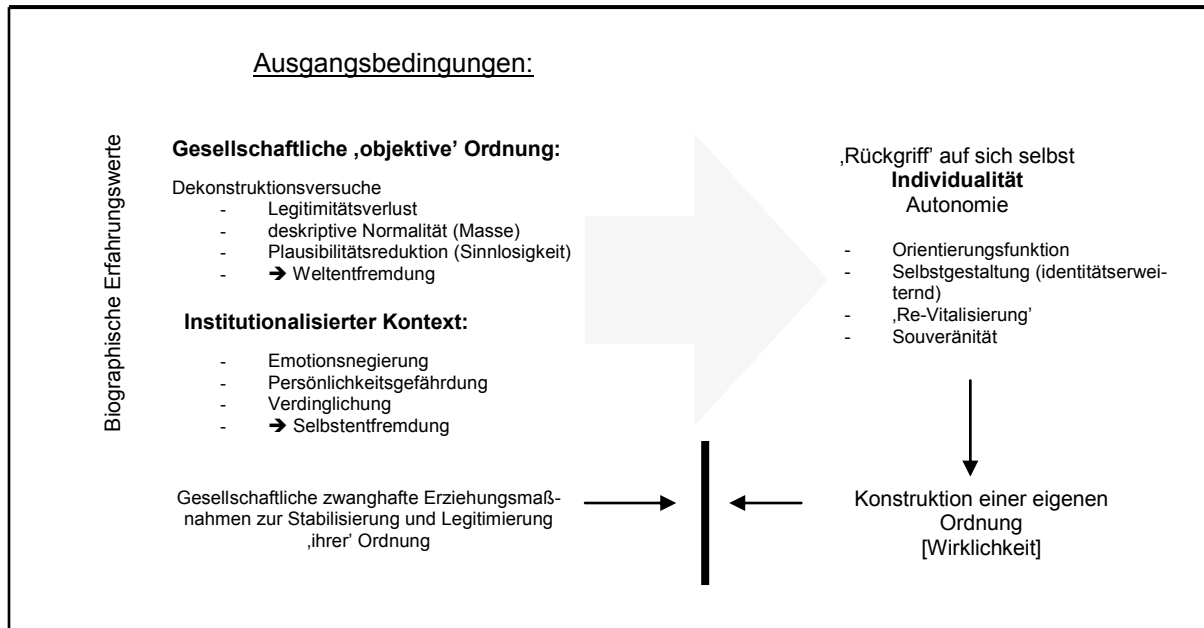 Ausgangsbedingungen:
Biographische Erfahrungswerte
Gesellschaftliche ‚objektive’ Ordnung:
Dekonstruktionsversuche
- Legitimitätsverlust
- deskriptive Normalität (Masse)
- Plausibilitätsreduktion (Sinnlosigkeit)
- ➔ Weltentfremdung
Institutionalisierter Kontext:
- Emotionsnegierung
- Persönlichkeitsgefährdung
- Verdinglichung
- ➔ Selbstentfremdung
Gesellschaftliche zwanghafte Erziehungsmaß-
nahmen zur Stabilisierung und Legitimierung
‚ihrer’ Ordnung
‚Rückgriff’ auf sich selbst
Individualität
Autonomie
- Orientierungsfunktion
- Selbstgestaltung (identitätserwei-
ternd)
- ‚Re-Vitalisierung’
- Souveränität
Konstruktion einer eigenen
Ordnung
[Wirklichkeit]